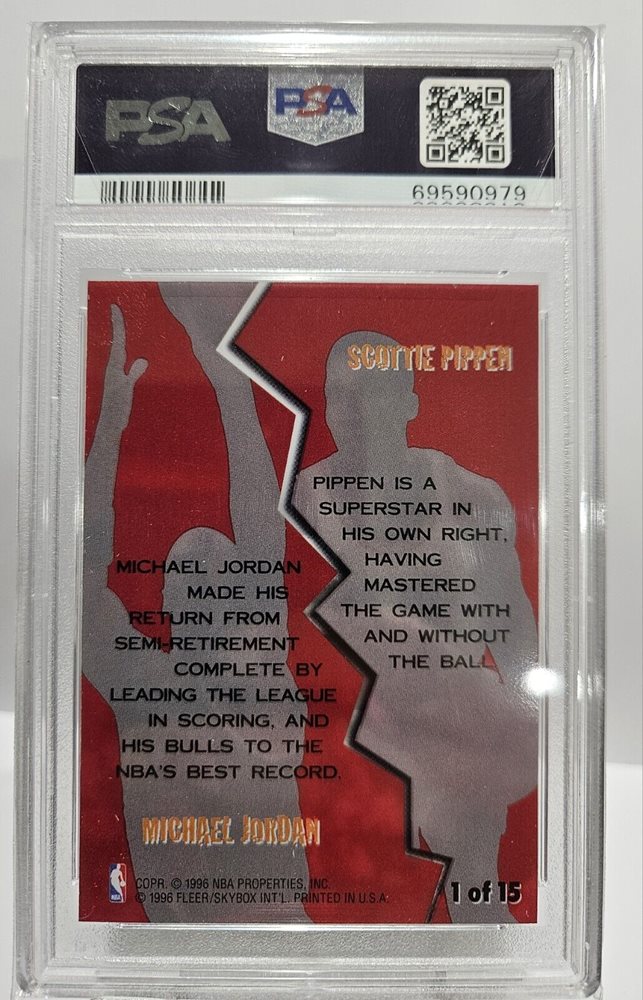 PSA
PSA
69590979
SCOTTIE PIPPEN
PIPPEN IS A
SUPERSTAR IN
HIS OWN RIGHT,
HAVING
MASTERED
THE GAME WITH
AND WITHOUT
THE BALL.
MICHAEL JORDAN
MADE HIS
RETURN FROM
SEMI-RETIREMENT
COMPLETE BY
LEADING THE LEAGUE
IN SCORING, AND
HIS BULLS TO THE
NBA'S BEST RECORD.
MICHAEL JORDAN
NBA
COPR. © 1996 NBA PROPERTIES, INC.
© 1996 FLEER/SKYBOX INT'L. PRINTED IN U.S.A.
1 of 15